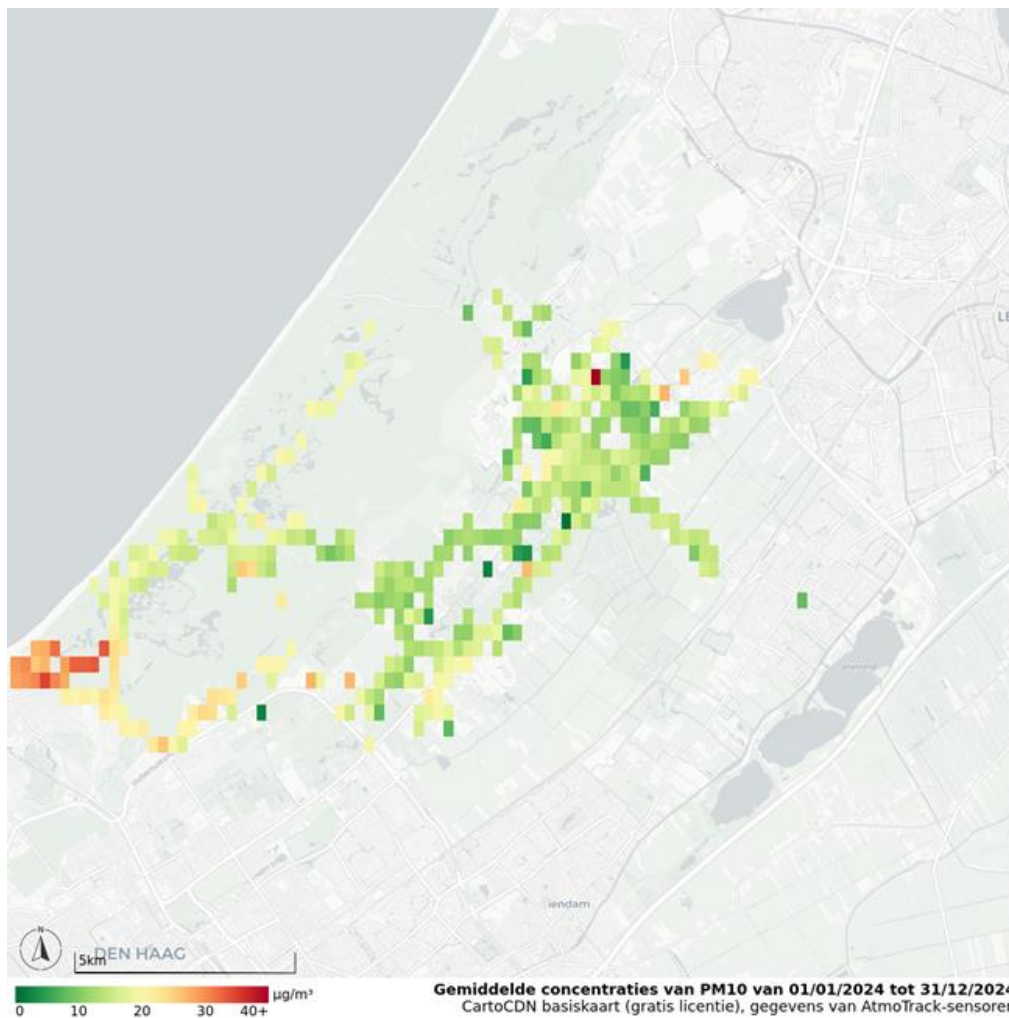 LE
iendam
DEN HAAG
5km
0 10 20 30 40+ μg/m³
Gemiddelde concentraties van PM10 van 01/01/2024 tot 31/12/2024
CartoCDN basiskaart (gratis licentie), gegevens van AtmoTrack-sensoren